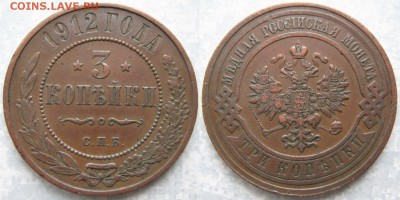 COINS.LAVE.RU
1912 ГОДА
3
КОПѢЙКИ
С.П.Б.
МѢДНАЯ РОССІЙСКАЯ МОНЕТА
ТРИ КОПѢЙКИ